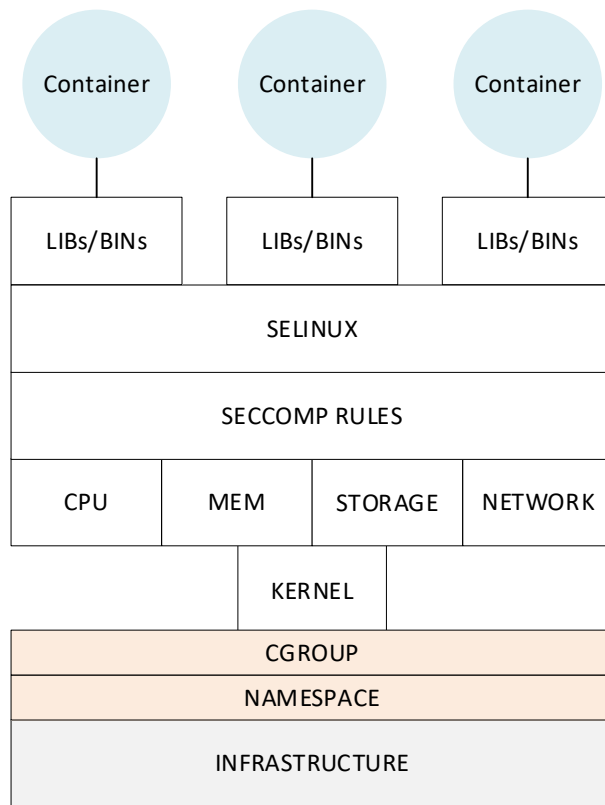 Container
Container
Container
LIBs/BINs
LIBs/BINs
LIBs/BINs
SELINUX
SECCOMP RULES
CPU
MEM
STORAGE
NETWORK
KERNEL
CGROUP
NAMESPACE
INFRASTRUCTURE